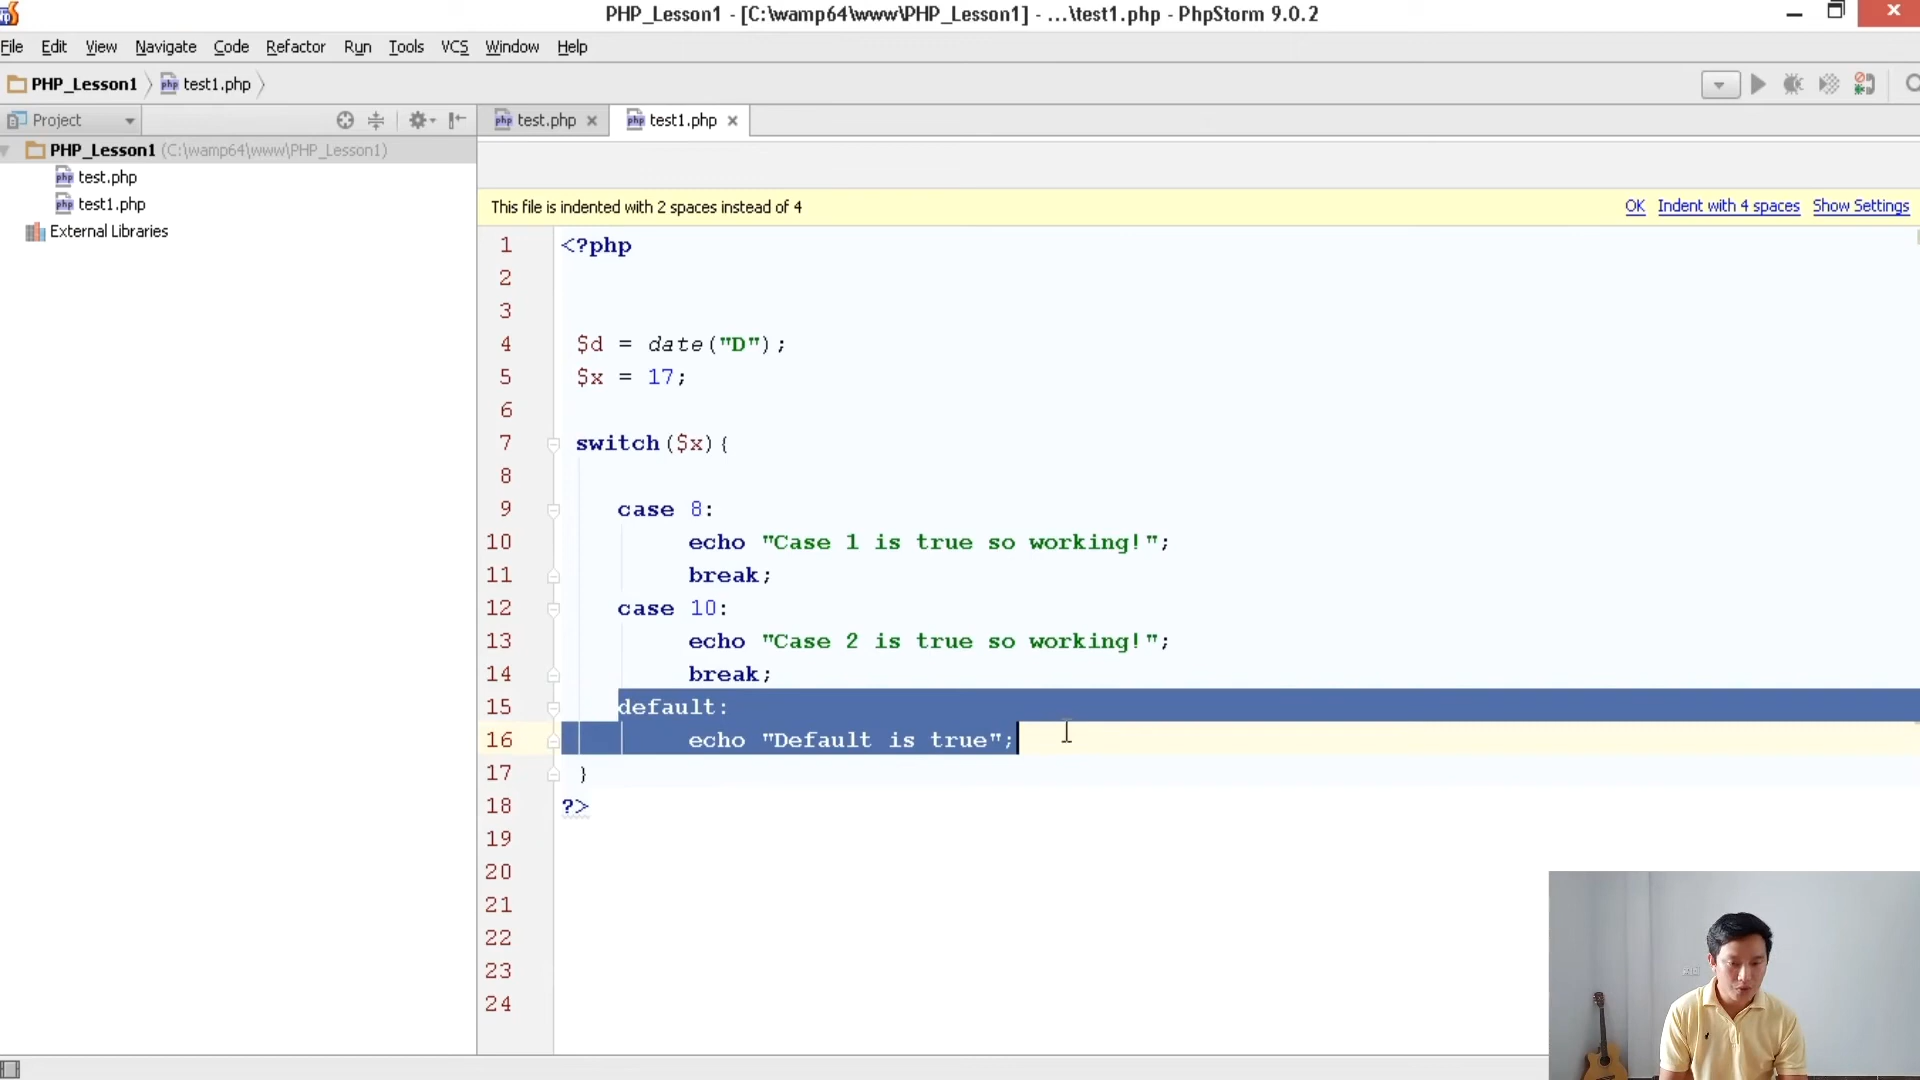 PHP_Lesson1 - [C:\wamp64\www\PHP_Lesson1] - ...\test1.php - PhpStorm 9.0.2
File Edit View Navigate Code Refactor Run Tools VCS Window Help
PHP_Lesson1 test1.php
Project
test.php test1.php
PHP_Lesson1 (C:\wamp64\www\PHP_Lesson1)
test.php
test1.php
External Libraries
This file is indented with 2 spaces instead of 4 OK Indent with 4 spaces Show Settings
1 <?php
2
3
4 $d = date("D");
5 $x = 17;
6
7 switch($x){
8
9 case 8:
10 echo "Case 1 is true so working!";
11 break;
12 case 10:
13 echo "Case 2 is true so working!";
14 break;
15 default:
16 echo "Default is true";
17 }
18 ?>
19
20
21
22
23
24